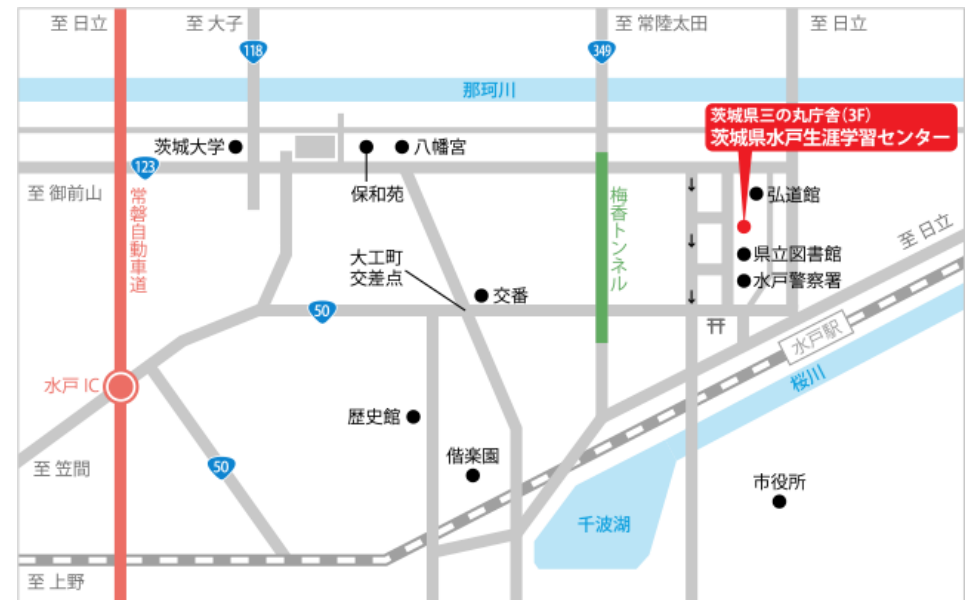 至 日立
至 大子
至 常陸太田
至 日立
118
349
那珂川
茨城県三の丸庁舎(3F)
茨城県水戸生涯学習センター
茨城大学
八幡宮
123
保和苑
至 御前山
常磐自動車道
梅香トンネル
↓
弘道館
至 日立
↓
県立図書館
大工町
交差点
水戸警察署
交番
↓
50
水戸駅
桜川
水戸 IC
歴史館
偕楽園
至 笠間
50
市役所
千波湖
至 上野